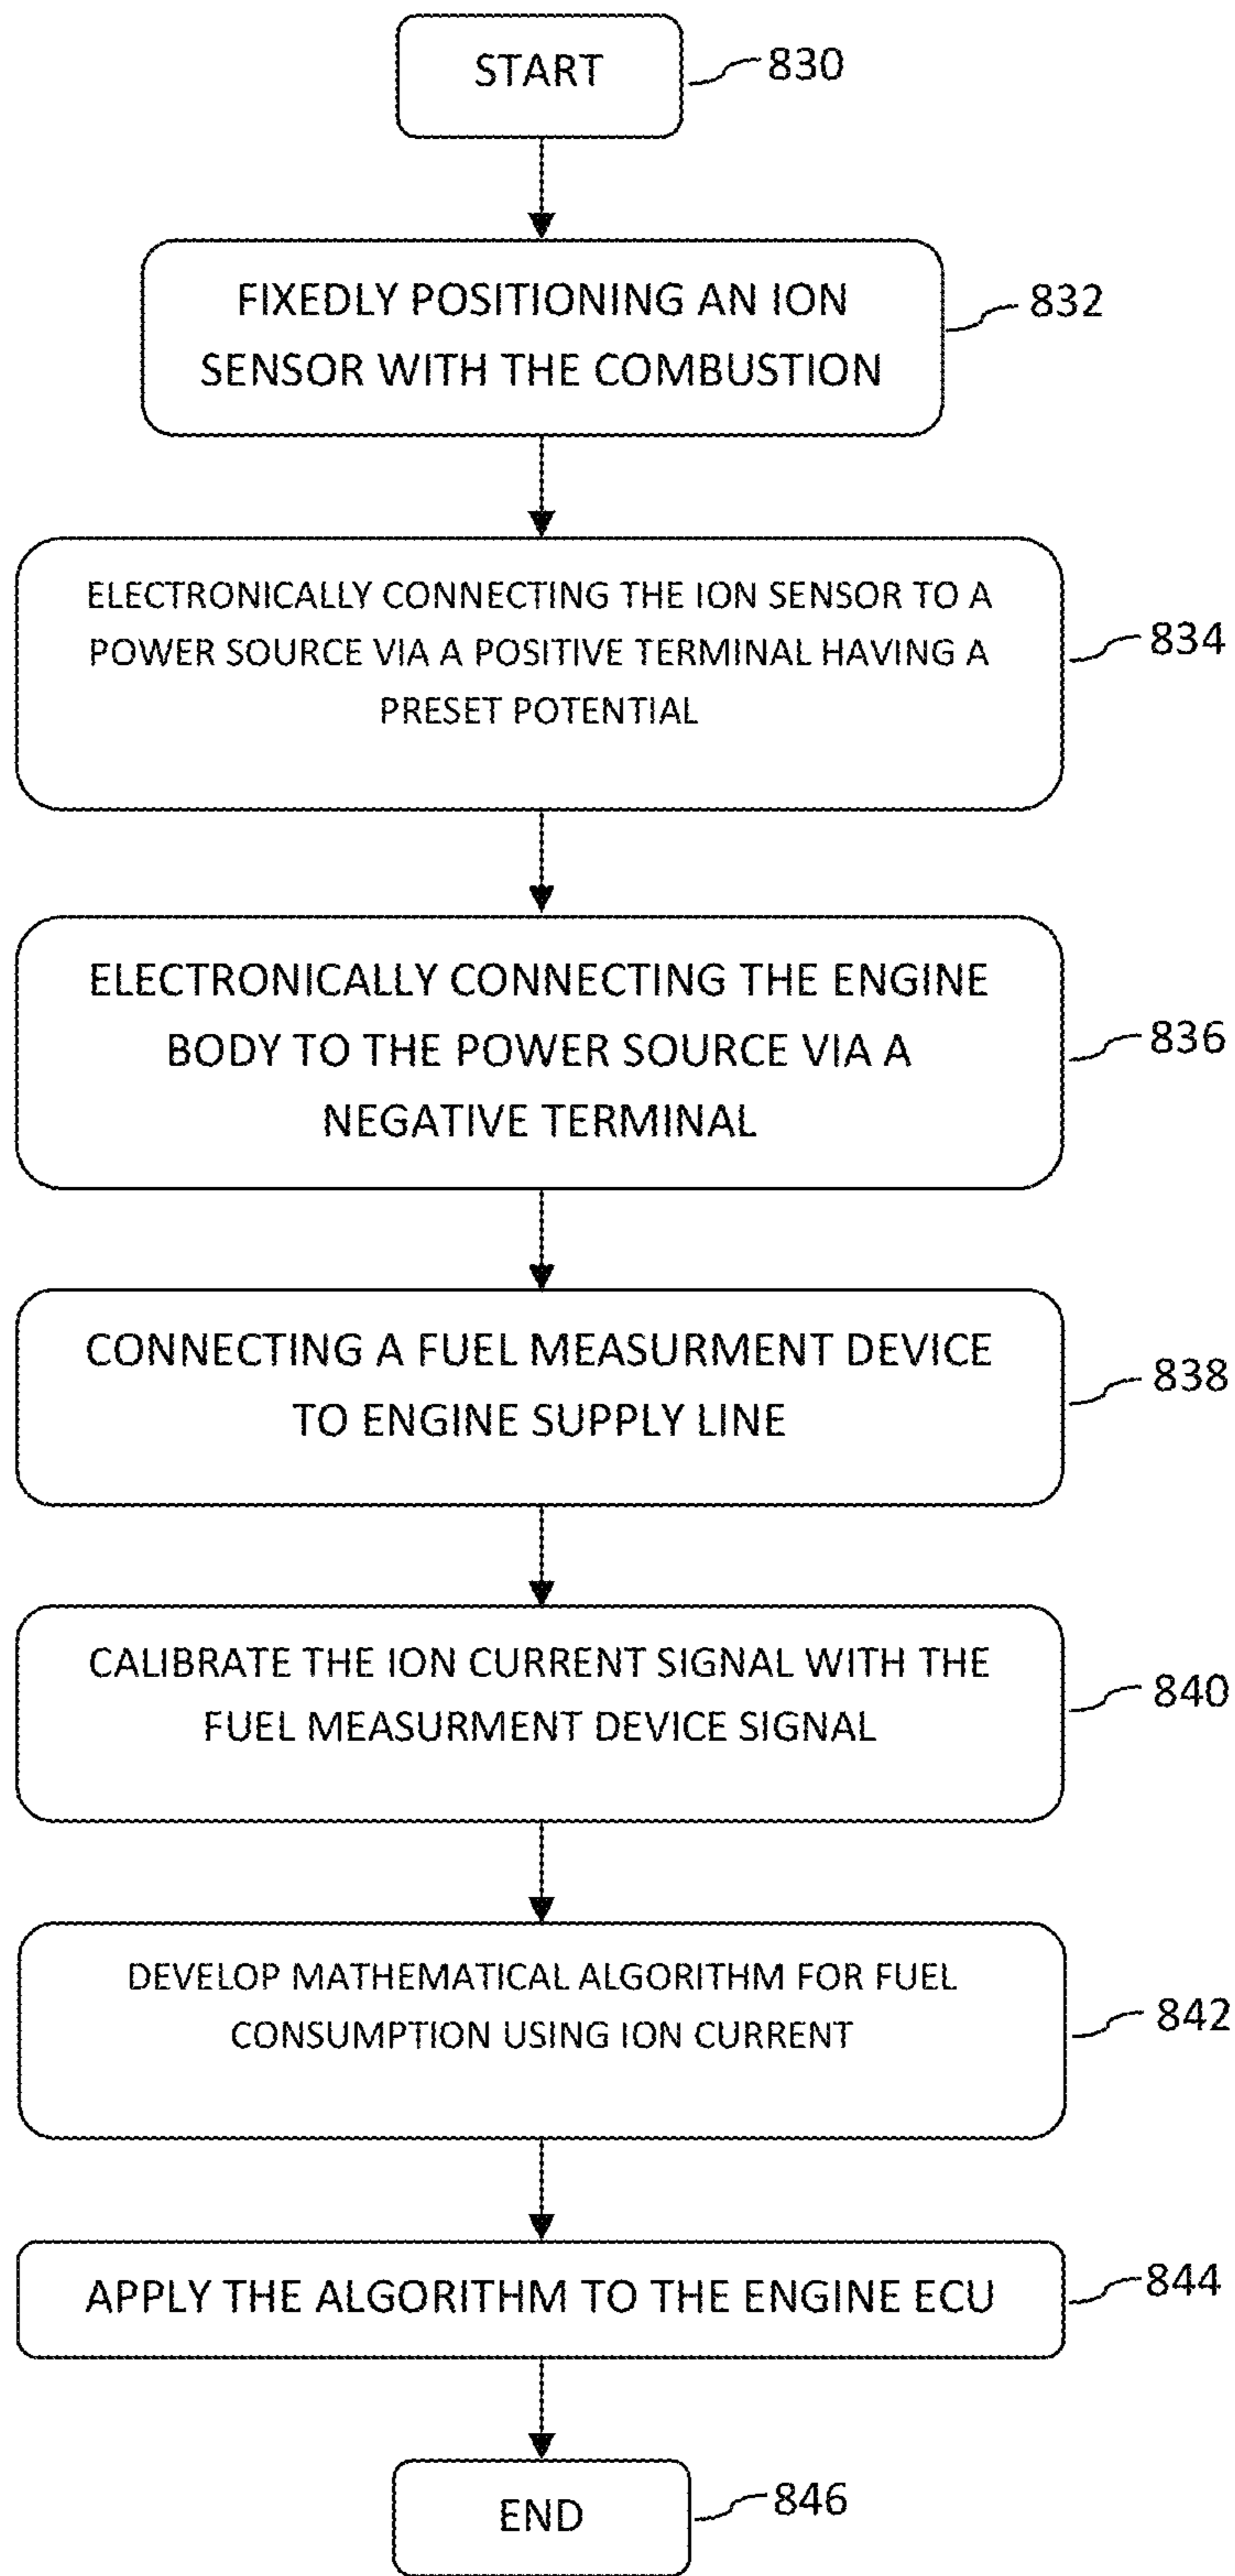 START
830
FIXEDLY POSITIONING AN ION
SENSOR WITH THE COMBUSTION
832
ELECTRONICALLY CONNECTING THE ION SENSOR TO A
POWER SOURCE VIA A POSITIVE TERMINAL HAVING A
PRESET POTENTIAL
834
ELECTRONICALLY CONNECTING THE ENGINE
BODY TO THE POWER SOURCE VIA A
NEGATIVE TERMINAL
836
CONNECTING A FUEL MEASURMENT DEVICE
TO ENGINE SUPPLY LINE
838
CALIBRATE THE ION CURRENT SIGNAL WITH THE
FUEL MEASURMENT DEVICE SIGNAL
840
DEVELOP MATHEMATICAL ALGORITHM FOR FUEL
CONSUMPTION USING ION CURRENT
842
APPLY THE ALGORITHM TO THE ENGINE ECU
844
END
846